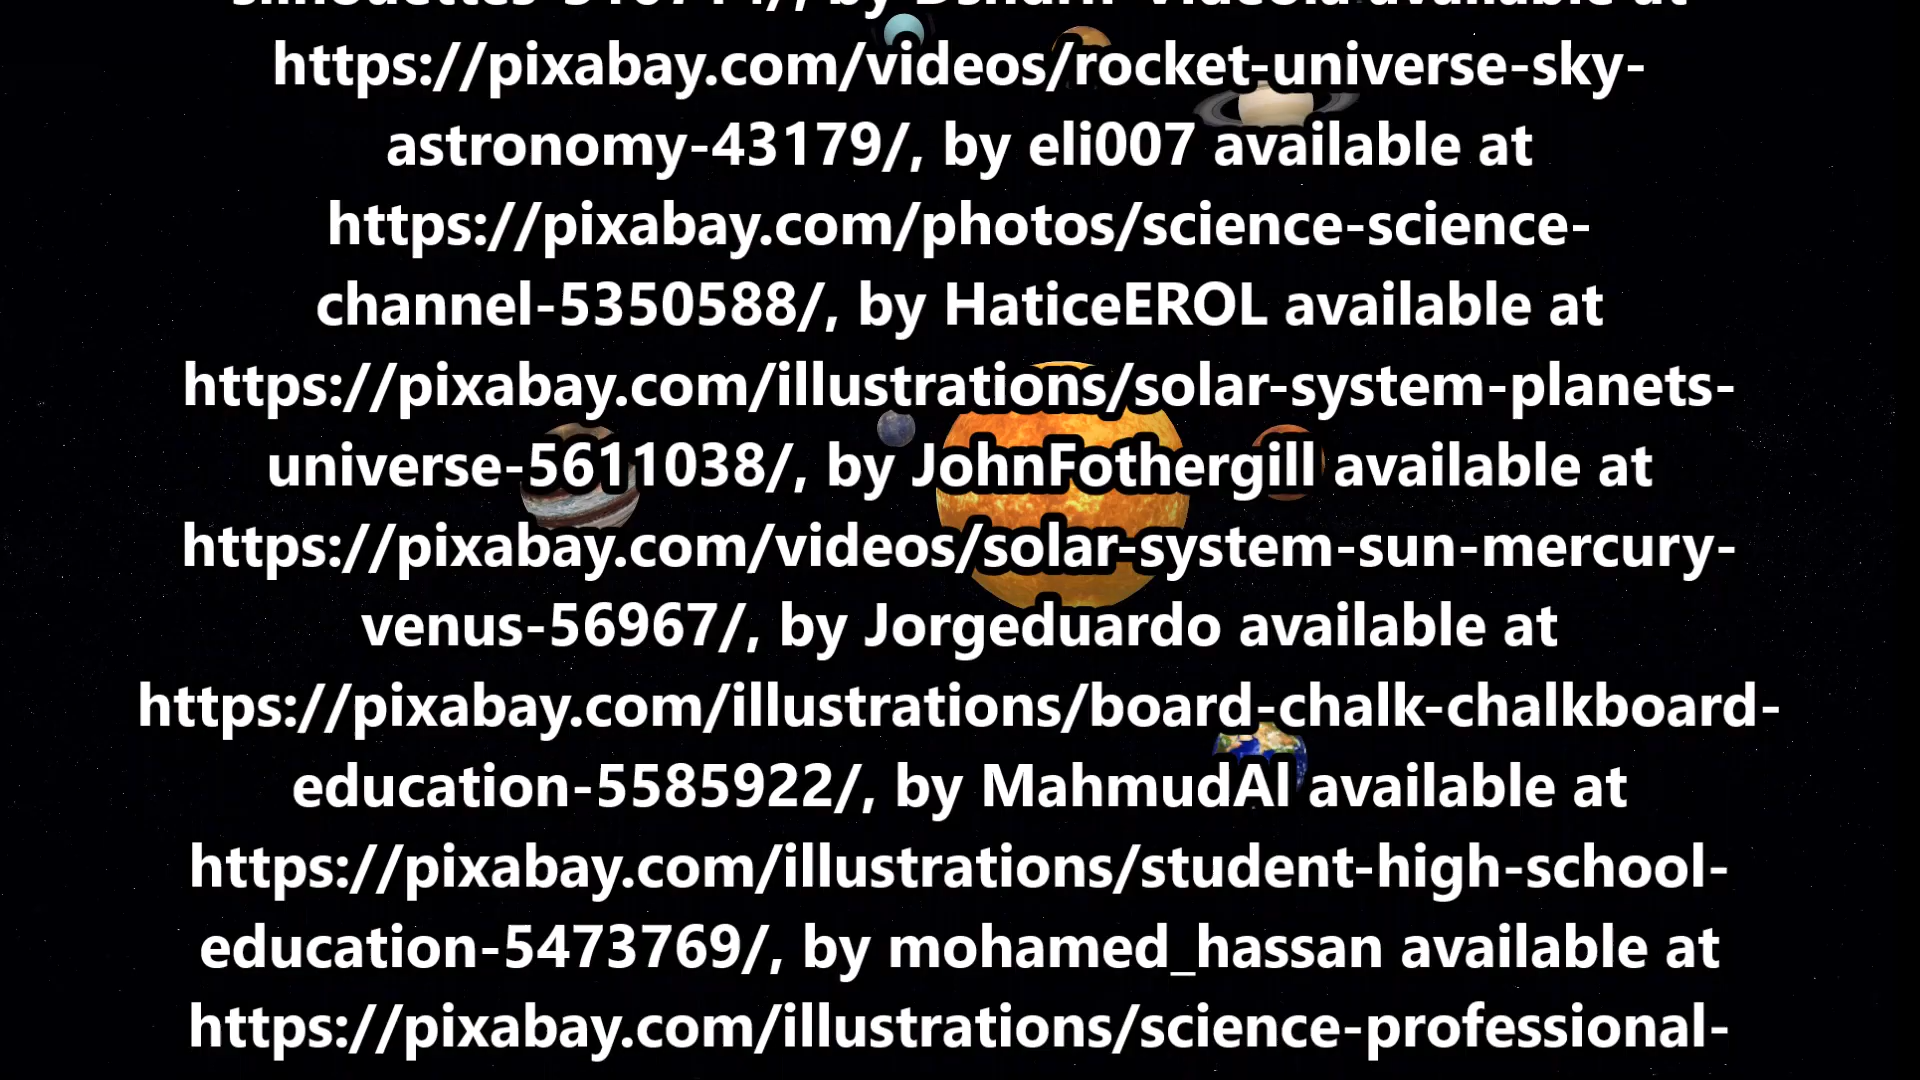 available at
https://pixabay.com/videos/rocket-universe-sky-
astronomy-43179/, by eli007 available at
https://pixabay.com/photos/science-science-
channel-5350588/, by HaticeEROL available at
https://pixabay.com/illustrations/solar-system-planets-
universe-5611038/, by JohnFothergill available at
https://pixabay.com/videos/solar-system-sun-mercury-
venus-56967/, by Jorgeduardo available at
https://pixabay.com/illustrations/board-chalk-chalkboard-
education-5585922/, by MahmudAl available at
https://pixabay.com/illustrations/student-high-school-
education-5473769/, by mohamed_hassan available at
https://pixabay.com/illustrations/science-professional-